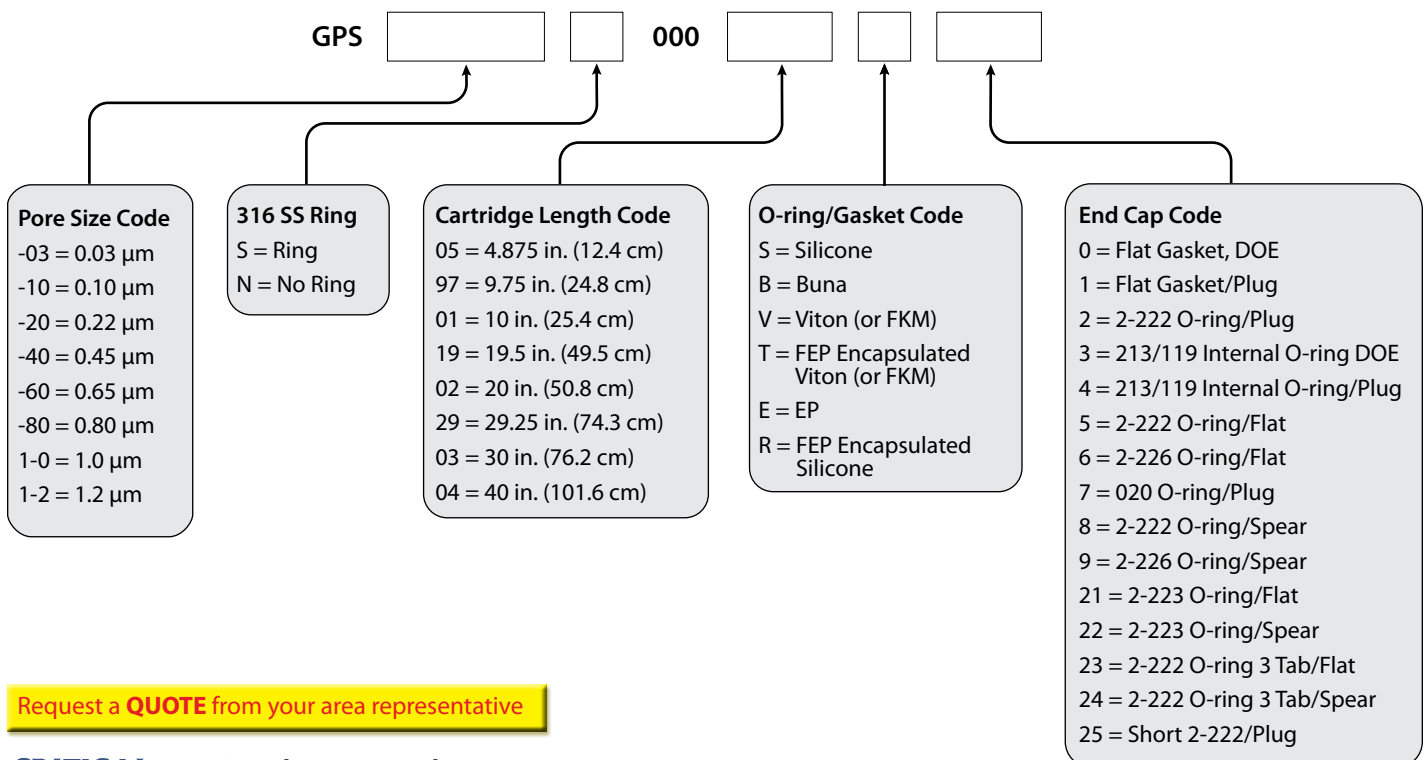 GPS 000
Pore Size Code
-03 = 0.03 µm
-10 = 0.10 µm
-20 = 0.22 µm
-40 = 0.45 µm
-60 = 0.65 µm
-80 = 0.80 µm
1-0 = 1.0 µm
1-2 = 1.2 µm
316 SS Ring
S = Ring
N = No Ring
Cartridge Length Code
05 = 4.875 in. (12.4 cm)
97 = 9.75 in. (24.8 cm)
01 = 10 in. (25.4 cm)
19 = 19.5 in. (49.5 cm)
02 = 20 in. (50.8 cm)
29 = 29.25 in. (74.3 cm)
03 = 30 in. (76.2 cm)
04 = 40 in. (101.6 cm)
O-ring/Gasket Code
S = Silicone
B = Buna
V = Viton (or FKM)
T = FEP Encapsulated
Viton (or FKM)
E = EP
R = FEP Encapsulated
Silicone
End Cap Code
0 = Flat Gasket, DOE
1 = Flat Gasket/Plug
2 = 2-222 O-ring/Plug
3 = 213/119 Internal O-ring DOE
4 = 213/119 Internal O-ring/Plug
5 = 2-222 O-ring/Flat
6 = 2-226 O-ring/Flat
7 = 020 O-ring/Plug
8 = 2-222 O-ring/Spear
9 = 2-226 O-ring/Spear
21 = 2-223 O-ring/Flat
22 = 2-223 O-ring/Spear
23 = 2-222 O-ring 3 Tab/Flat
24 = 2-222 O-ring 3 Tab/Spear
25 = Short 2-222/Plug
Request a QUOTE from your area representative